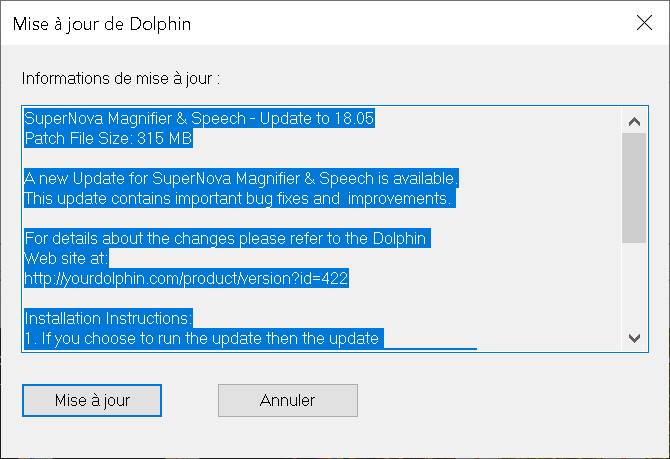 Mise à jour de Dolphin
Informations de mise à jour :
SuperNova Magnifier & Speech - Update to 18.05
Patch File Size: 315 MB
A new Update for SuperNova Magnifier & Speech is available.
This update contains important bug fixes and  improvements.
For details about the changes please refer to the Dolphin
Web site at:
http://yourdolphin.com/product/version?id=422
Installation Instructions:
1. If you choose to run the update then the update
Mise à jour
Annuler